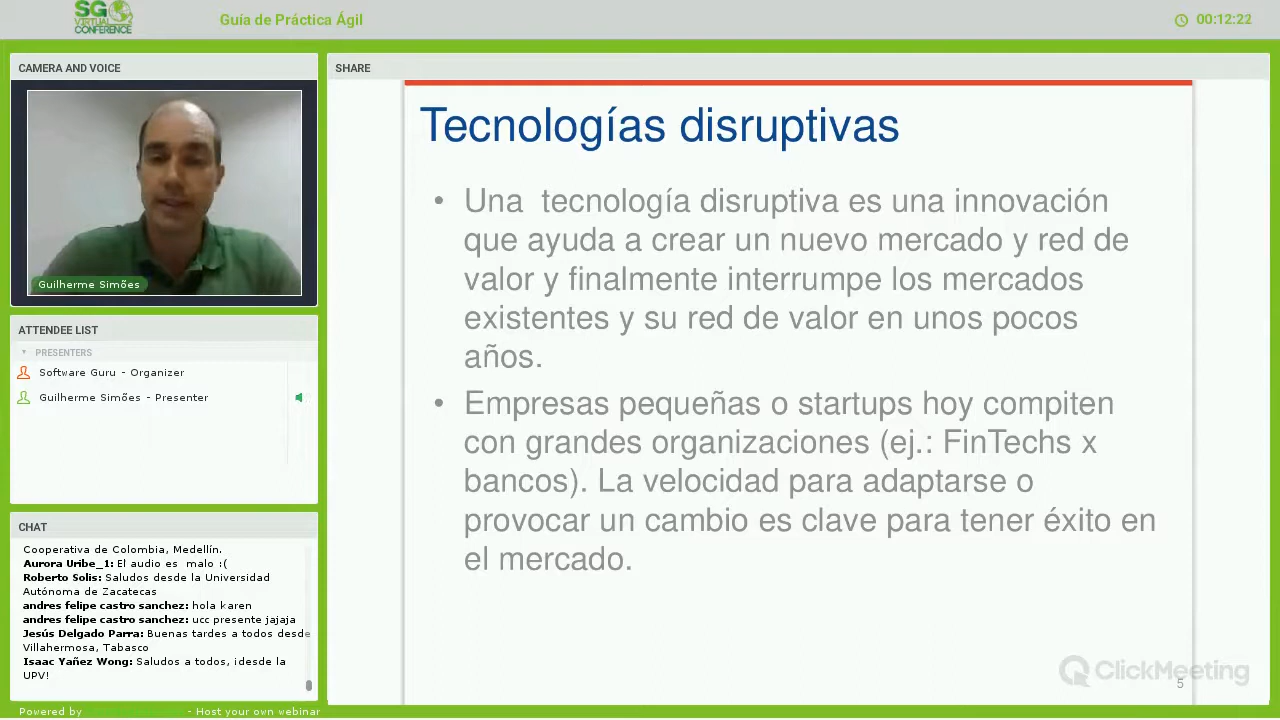 SG
VIRTUAL
CONFERENCE
Guía de Práctica Ágil
00:12:22
CAMERA AND VOICE
Guilherme Simões
ATTENDEE LIST
PRESENTERS
Software Guru - Organizer
Guilherme Simões - Presenter
CHAT
Cooperativa de Colombia, Medellín.
Aurora Uribe_1: El audio es malo :(
Roberto Solis: Saludos desde la Universidad
Autónoma de Zacatecas
andres felipe castro sanchez: hola karen
andres felipe castro sanchez: ucc presente jajaja
Jesús Delgado Parra: Buenas tardes a todos desde
Villahermosa, Tabasco
Isaac Yañez Wong: Saludos a todos, ¡desde la
UPV!
Powered by - Host your own webinar
SHARE
Tecnologías disruptivas
• Una tecnología disruptiva es una innovación
que ayuda a crear un nuevo mercado y red de
valor y finalmente interrumpe los mercados
existentes y su red de valor en unos pocos
años.
• Empresas pequeñas o startups hoy compiten
con grandes organizaciones (ej.: FinTechs x
bancos). La velocidad para adaptarse o
provocar un cambio es clave para tener éxito en
el mercado.
ClickMeeting
5